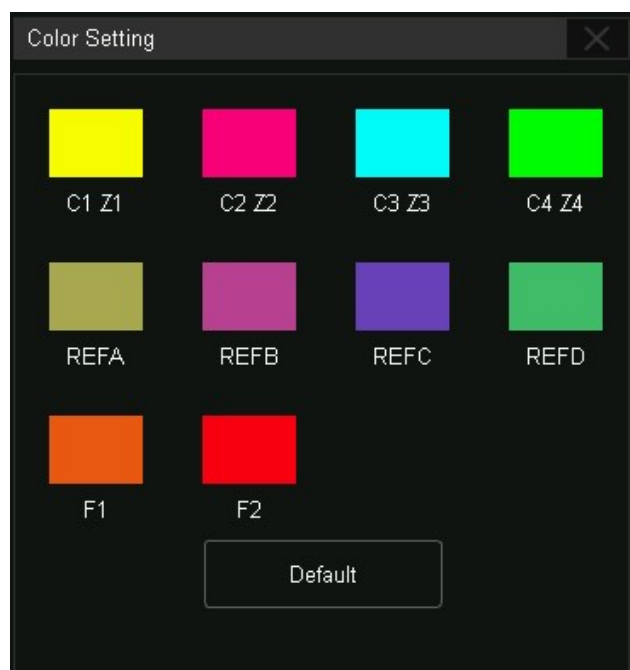 Color Setting
C1 Z1 C2 Z2 C3 Z3 C4 Z4
REFA REFB REFC REFD
F1 F2
Default